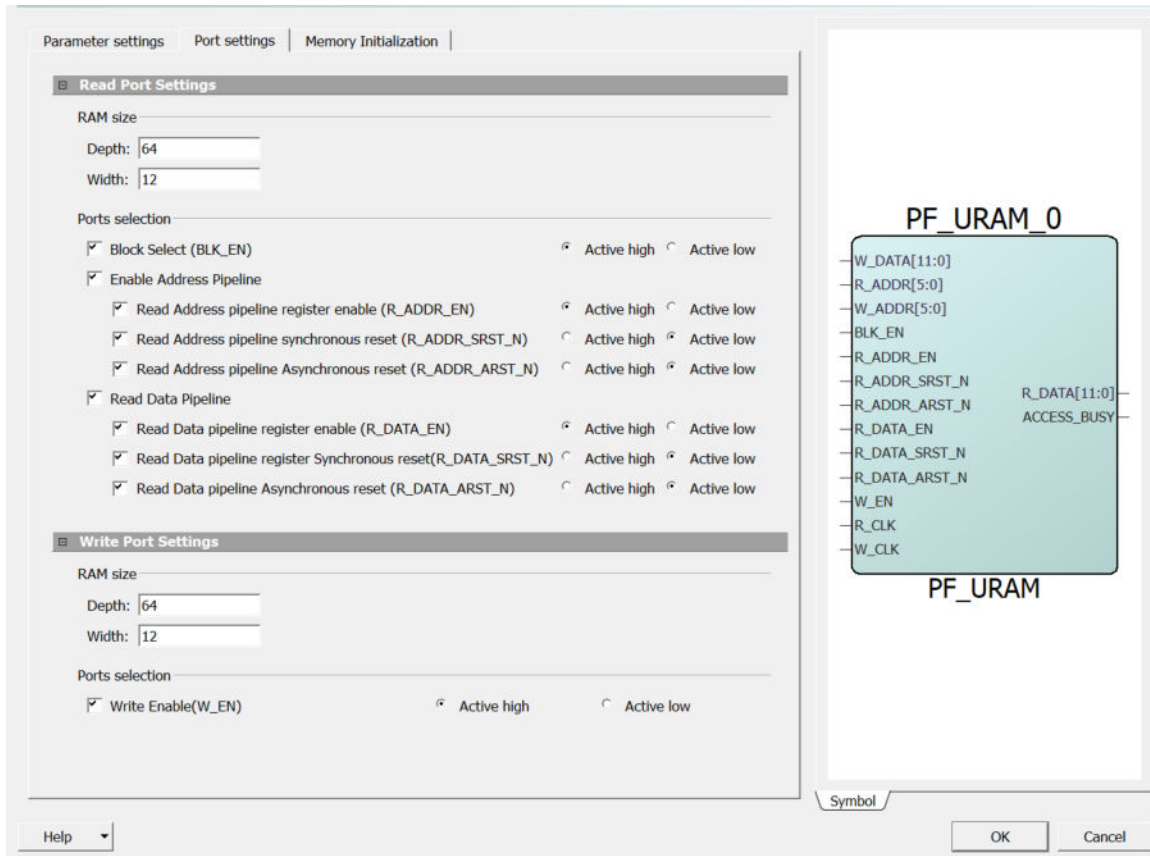 Parameter settings Port settings Memory Initialization
Read Port Settings
RAM size
Depth: 64
Width: 12
Ports selection
Block Select (BLK_EN) Active high Active low
Enable Address Pipeline
Read Address pipeline register enable (R_ADDR_EN) Active high Active low
Read Address pipeline synchronous reset (R_ADDR_SRST_N) Active high Active low
Read Address pipeline Asynchronous reset (R_ADDR_ARST_N) Active high Active low
Read Data Pipeline
Read Data pipeline register enable (R_DATA_EN) Active high Active low
Read Data pipeline register Synchronous reset(R_DATA_SRST_N) Active high Active low
Read Data pipeline Asynchronous reset (R_DATA_ARST_N) Active high Active low
Write Port Settings
RAM size
Depth: 64
Width: 12
Ports selection
Write Enable(W_EN) Active high Active low
PF_URAM_0
W_DATA[11:0]
R_ADDR[5:0]
W_ADDR[5:0]
BLK_EN
R_ADDR_EN
R_ADDR_SRST_N
R_ADDR_ARST_N
R_DATA_EN
R_DATA_SRST_N
R_DATA_ARST_N
W_EN
R_CLK
W_CLK
R_DATA[11:0]
ACCESS_BUSY
PF_URAM
Symbol
Help OK Cancel